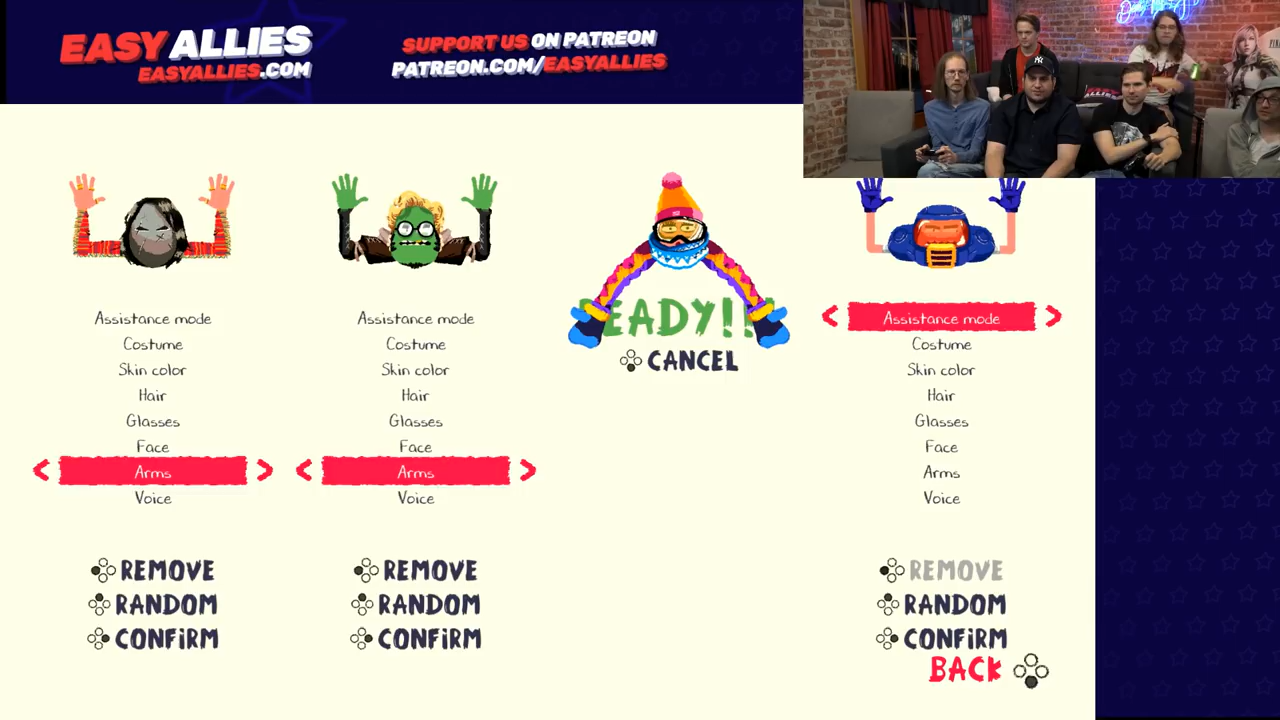 EASY ALLIES
EASYALLIES.COM
SUPPORT US ON PATREON
PATREON.COM/EASYALLIES
Assistance mode
Costume
Skin color
Hair
Glasses
Face
Arms
Voice
REMOVE
RANDOM
CONFIRM
Assistance mode
Costume
Skin color
Hair
Glasses
Face
Arms
Voice
REMOVE
RANDOM
CONFIRM
CANCEL
Assistance mode
Costume
Skin color
Hair
Glasses
Face
Arms
Voice
REMOVE
RANDOM
CONFIRM
BACK